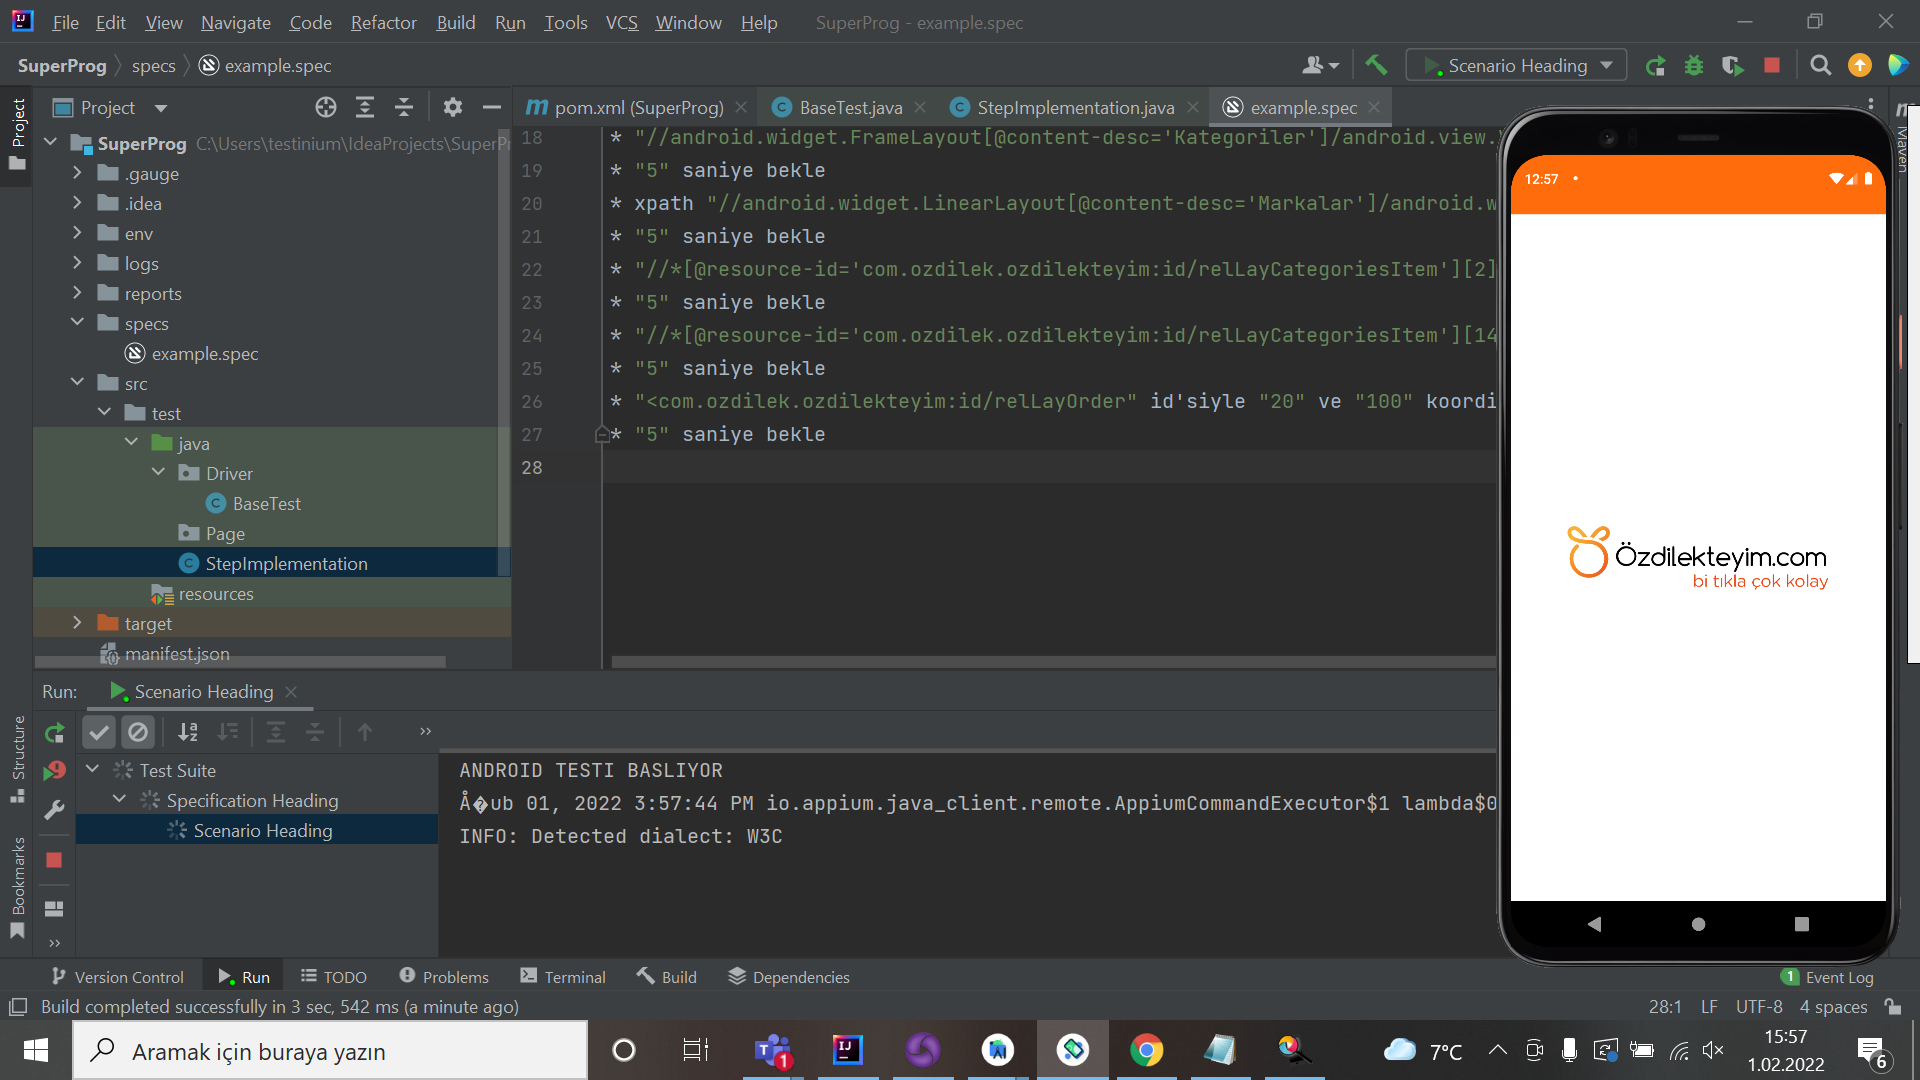 File Edit View Navigate Code Refactor Build Run Tools VCS Window Help SuperProg - example.spec
SuperProg specs example.spec
Scenario Heading
Project
Project
pom.xml (SuperProg)
BaseTest.java
StepImplementation.java
example.spec
SuperProg C:\Users\testinium\IdeaProjects\SuperPr
.gauge
.idea
env
logs
reports
specs
example.spec
src
test
java
Driver
BaseTest
Page
StepImplementation
resources
target
manifest.json
18 * "//android.widget.FrameLayout[@content-desc='Kategoriler']/android.view.
19 * "5" saniye bekle
20 * xpath "//android.widget.LinearLayout[@content-desc='Markalar']/android.w
21 * "5" saniye bekle
22 * "//*[@resource-id='com.ozdilek.ozdilekteyim:id/relLayCategoriesItem'][2]
23 * "5" saniye bekle
24 * "//*[@resource-id='com.ozdilek.ozdilekteyim:id/relLayCategoriesItem'][14
25 * "5" saniye bekle
26 * "<com.ozdilek.ozdilekteyim:id/relLayOrder" id'siyle "20" ve "100" koordi
27 * "5" saniye bekle
28
Maven
12:57
Özdilekteyim.com
bi tıkla çok kolay
Run: Scenario Heading
Test Suite
Specification Heading
Scenario Heading
ANDROID TESTI BASLIYOR
Å�ub 01, 2022 3:57:44 PM io.appium.java_client.remote.AppiumCommandExecutor$1 lambda$0
INFO: Detected dialect: W3C
Structure
Bookmarks
Version Control Run TODO Problems Terminal Build Dependencies
1 Event Log
Build completed successfully in 3 sec, 542 ms (a minute ago)
28:1 LF UTF-8 4 spaces
Aramak için buraya yazın
1
7°C
15:57
1.02.2022
6